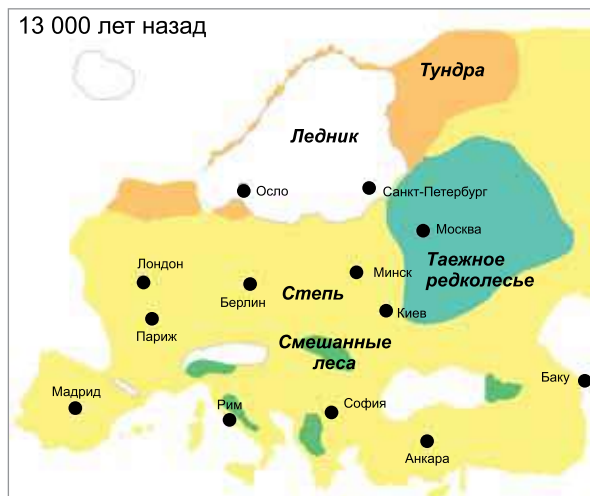 13 000 лет назад
Тундра
Ледник
Осло
Санкт-Петербург
Москва
Таежное
редколесье
Лондон
Минск
Берлин
Степь
Киев
Париж
Смешанные
леса
Баку
Мадрид
Рим
София
Анкара